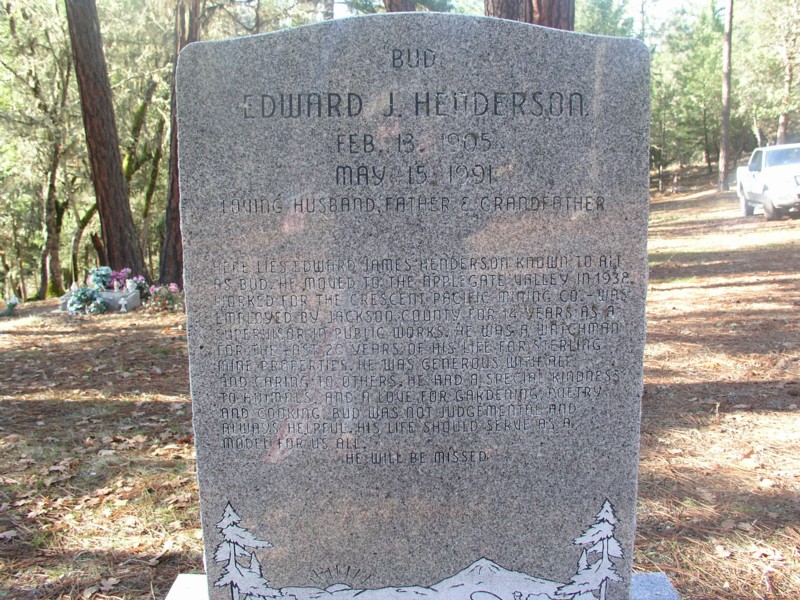 BUD
EDWARD J. HENDERSON
FEB. 13, 1905
MAY. 15, 1991
LOVING HUSBAND, FATHER & GRANDFATHER
HERE LIES EDWARD JAMES HENDERSON KNOWN TO ALL
AS BUD. HE MOVED TO THE APPLEGATE VALLEY IN 1932
WORKED FOR THE CRESCENT PACIFIC MINING CO. - WAS
EMPLOYED BY JACKSON COUNTY FOR 14 YEARS AS A
SUPERVISOR IN PUBLIC WORKS. HE WAS A WATCHMAN
FOR THE LAST 20 YEARS OF HIS LIFE FOR STERLING
MINE PROPERTIES. HE WAS GENEROUS WITH ALL
AND CARING TO OTHERS. HE HAD A SPECIAL KINDNESS
TO ANIMALS, AND A LOVE FOR GARDENING, POETRY
AND COOKING. BUD WAS NOT JUDGEMENTAL AND
ALWAYS HELPFUL. HIS LIFE SHOULD SERVE AS A
MODEL FOR US ALL.
HE WILL BE MISSED